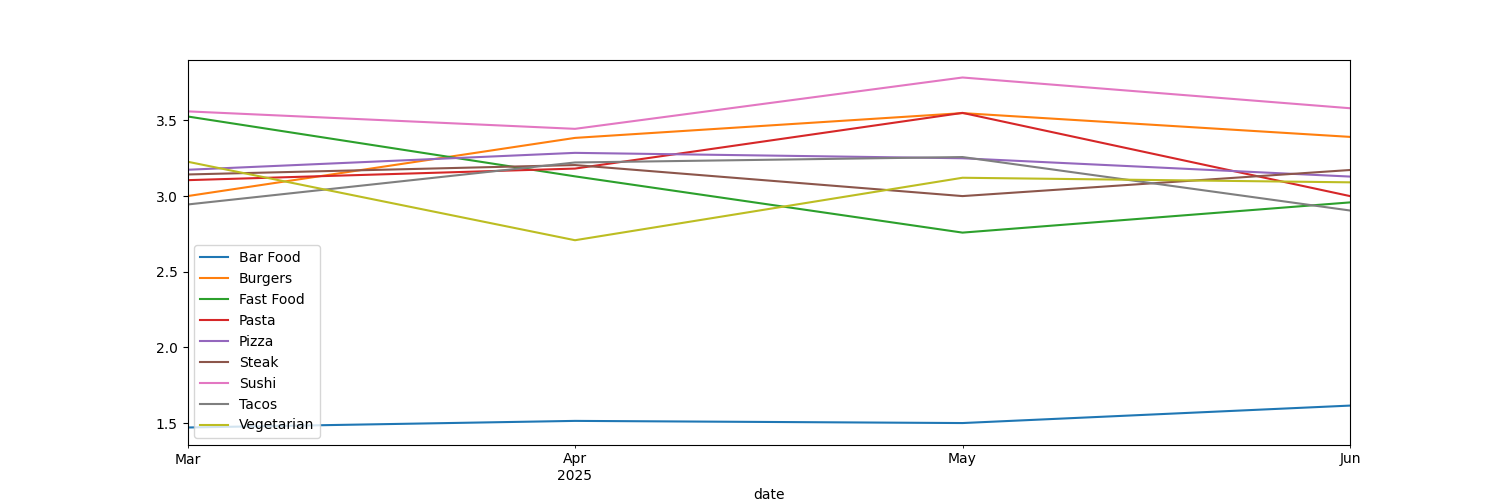 3.5
3.0
2.5
2.0
1.5
Bar Food
Burgers
Fast Food
Pasta
Pizza
Steak
Sushi
Tacos
Vegetarian
Mar
Apr
2025
May
Jun
date